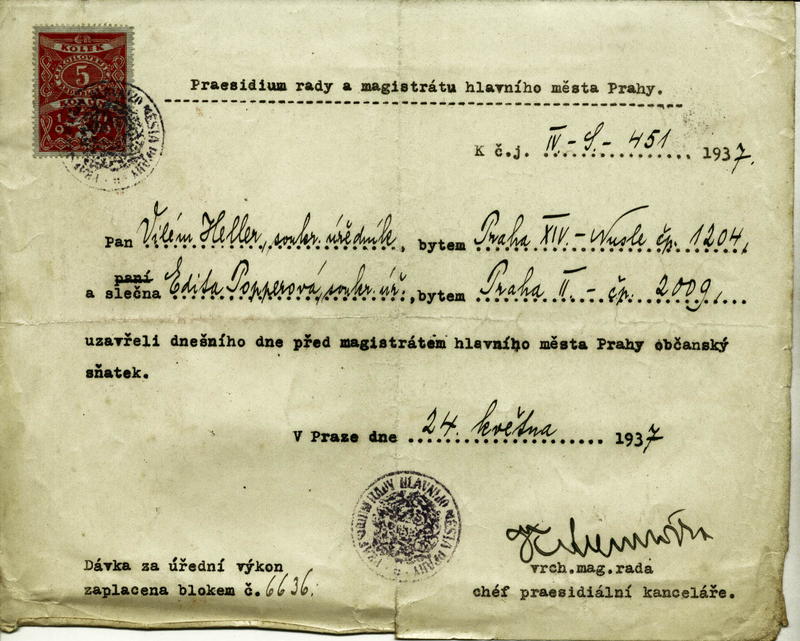 KOLEK
5
Praesidium rady a magistrátu hlavního města Prahy.
K č.j. IV.-S.- 451 1937.
Pan Vilém Heller, soukr. úředník, bytem Praha XIV.-Nusle čp. 1204,
paní
a slečna Edita Popperová, soukr. úř., bytem Praha II.- čp. 2009,
uzavřeli dnešního dne před magistrátem hlavního města Prahy občanský
sňatek.
V Praze dne 24. května 1937
vrch.mag.rada
chéf praesidiální kanceláře.
Dávka za úřední výkon
zaplacena blokem č. 6636.